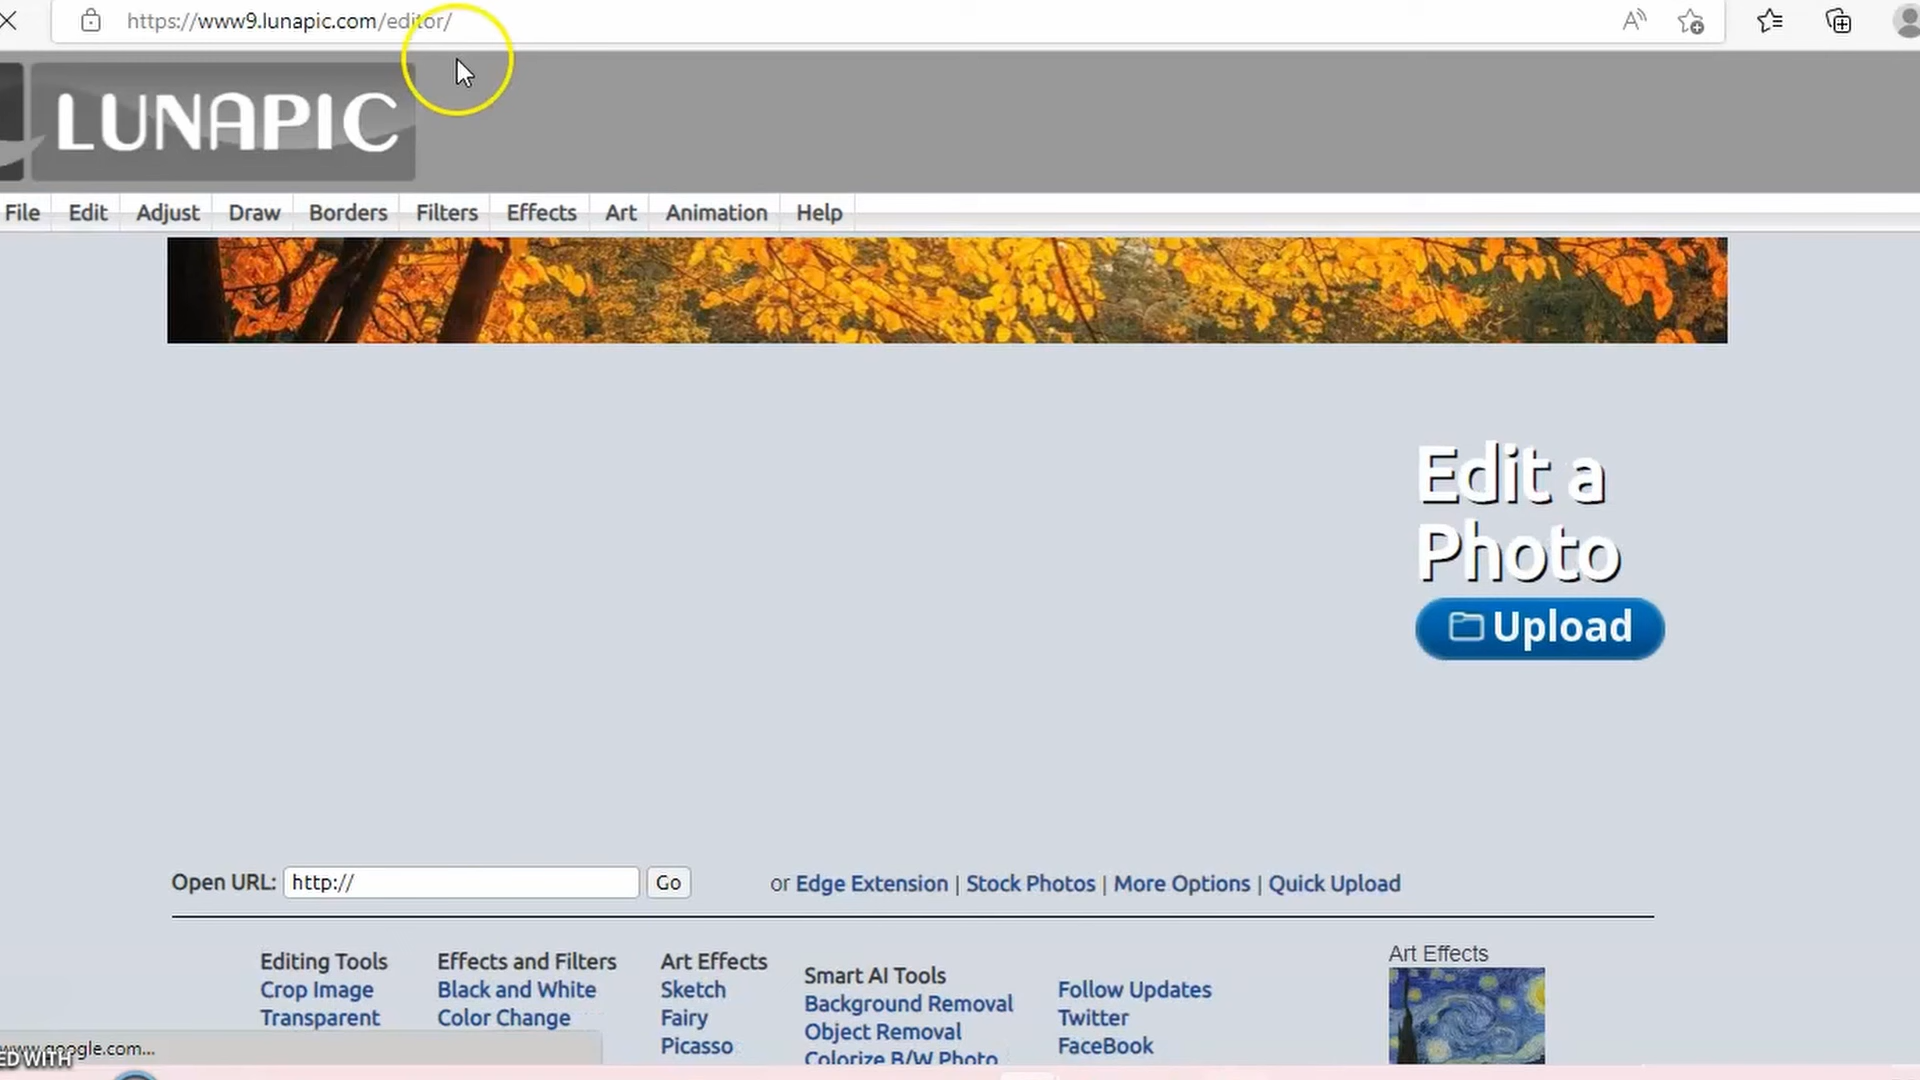 https://www9.lunapic.com/editor/
LUNAPIC
File Edit Adjust Draw Borders Filters Effects Art Animation Help
Edit a
Photo
Upload
Open URL: http:// Go or Edge Extension | Stock Photos | More Options | Quick Upload
Editing Tools
Crop Image
Transparent
Effects and Filters
Black and White
Color Change
Art Effects
Sketch
Fairy
Picasso
Smart AI Tools
Background Removal
Object Removal
Colorize B/W Photo
Follow Updates
Twitter
FaceBook
Art Effects
www.google.com...
ED WITH